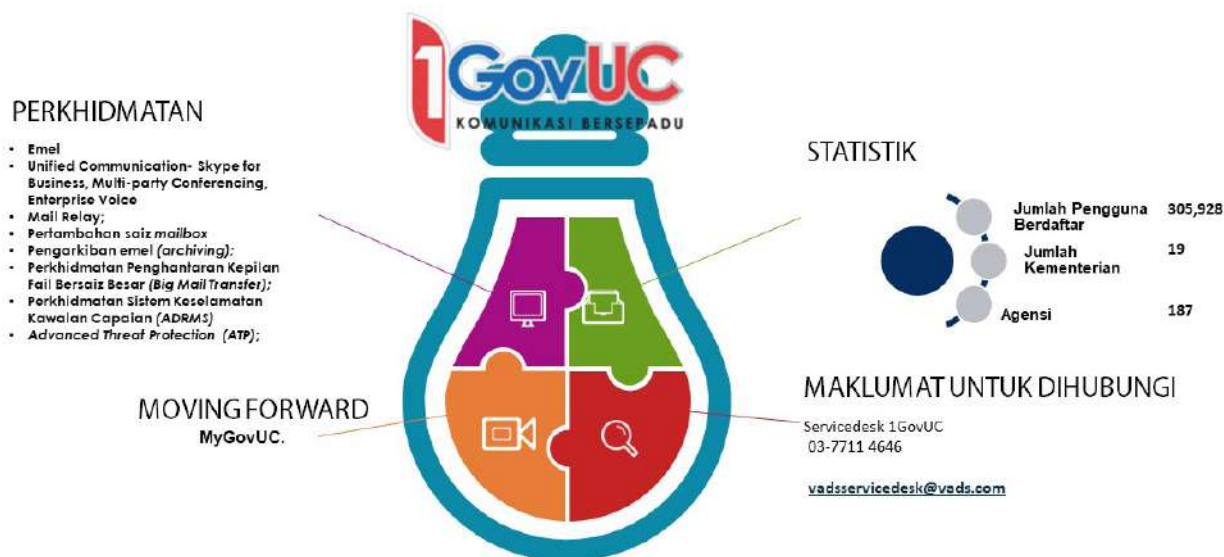 1GovUC
KOMUNIKASI BERSEPADU
PERKHIDMATAN
• Emel
• Unified Communication- Skype for
Business, Multi-party Conferencing,
Enterprise Voice
• Mail Relay;
• Pertambahan saiz mailbox
• Pengarkiban emel (archiving);
• Perkhidmatan Penghantaran Kepilan
Fail Bersaiz Besar (Big Mail Transfer);
• Perkhidmatan Sistem Keselamatan
Kawalan Capaian (ADRMS)
• Advanced Threat Protection (ATP);
STATISTIK
Jumlah Pengguna 305,928
Berdaftar
Jumlah 19
Kementerian
Agensi 187
MOVING FORWARD
MyGovUC.
MAKLUMAT UNTUK DIHUBUNGI
Servicedesk 1GovUC
03-7711 4646
vadsservicedesk@vads.com